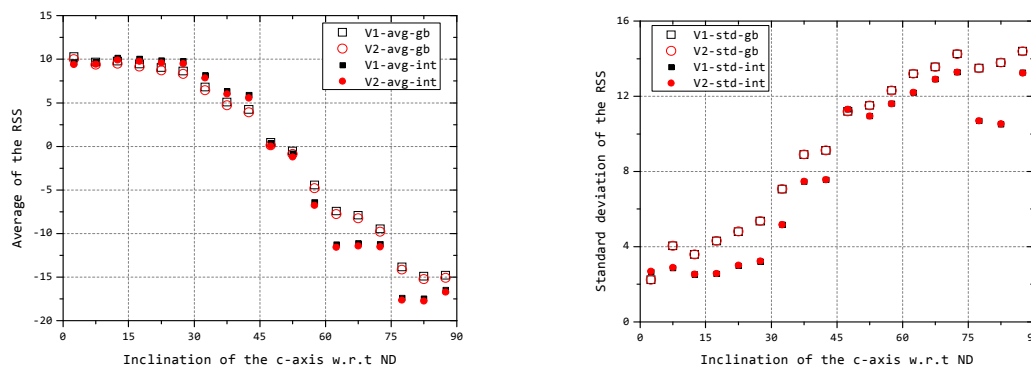 15
10
5
0
-5
-10
-15
-20
Average of the RSS
V1-avg-gb
V2-avg-gb
V1-avg-int
V2-avg-int
0 15 30 45 60 75 90
Inclination of the c-axis w.r.t ND
16
12
8
4
0
Standard deviation of the RSS
V1-std-gb
V2-std-gb
V1-std-int
V2-std-int
0 15 30 45 60 75
Inclination of the c-axis w.r.t ND